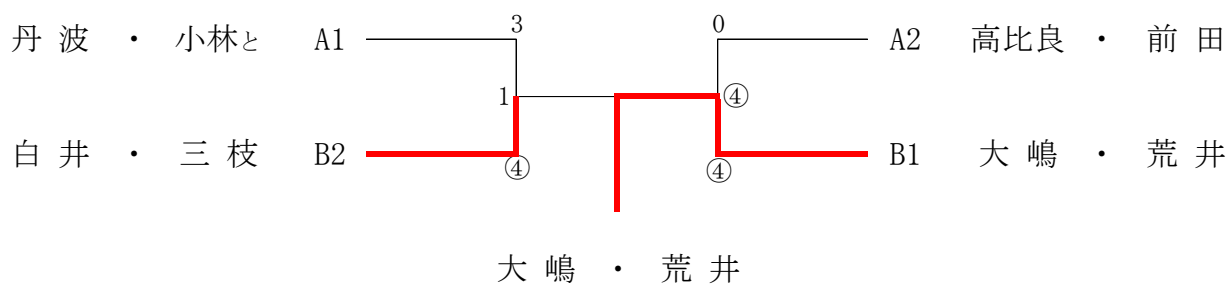 3 0
丹 波 ・ 小林と A1 A2 高比良 ・ 前 田
1 ④
白 井 ・ 三 枝 B2 B1 大 嶋 ・ 荒 井
④ ④
大 嶋 ・ 荒 井